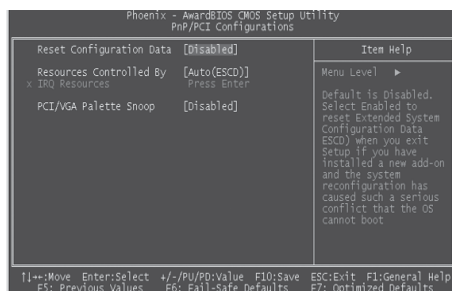 Phoenix - AwardBIOS CMOS Setup Utility
PnP/PCI Configurations
Reset Configuration Data [Disabled]
Resources Controlled By [Auto(ESCD)]
x IRQ Resources Press Enter
PCI/VGA Palette Snoop [Disabled]
Item Help
Menu Level ▶
Default is Disabled.
Select Enabled to
reset Extended System
Configuration Data
ESCD) when you exit
Setup if you have
installed a new add-on
and the system
reconfiguration has
caused such a serious
conflict that the OS
cannot boot
↑↓→←:Move Enter:Select +/-/PU/PD:Value F10:Save ESC:Exit F1:General Help
F5: Previous Values F6: Fail-Safe Defaults F7: Optimized Defaults